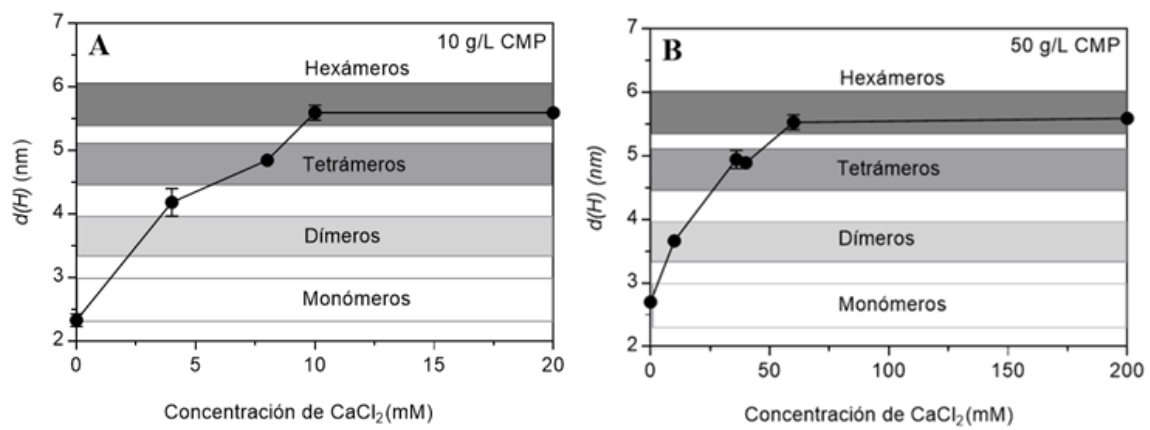 A
10 g/L CMP
Hexámeros
Tetrámeros
Dímeros
Monómeros
7
6
5
4
3
2
d(H) (nm)
0
5
10
15
20
Concentración de CaCl₂(mM)
B
50 g/L CMP
Hexámeros
Tetrámeros
Dímeros
Monómeros
7
6
5
4
3
2
d(H) (nm)
0
50
100
150
200
Concentración de CaCl₂(mM)